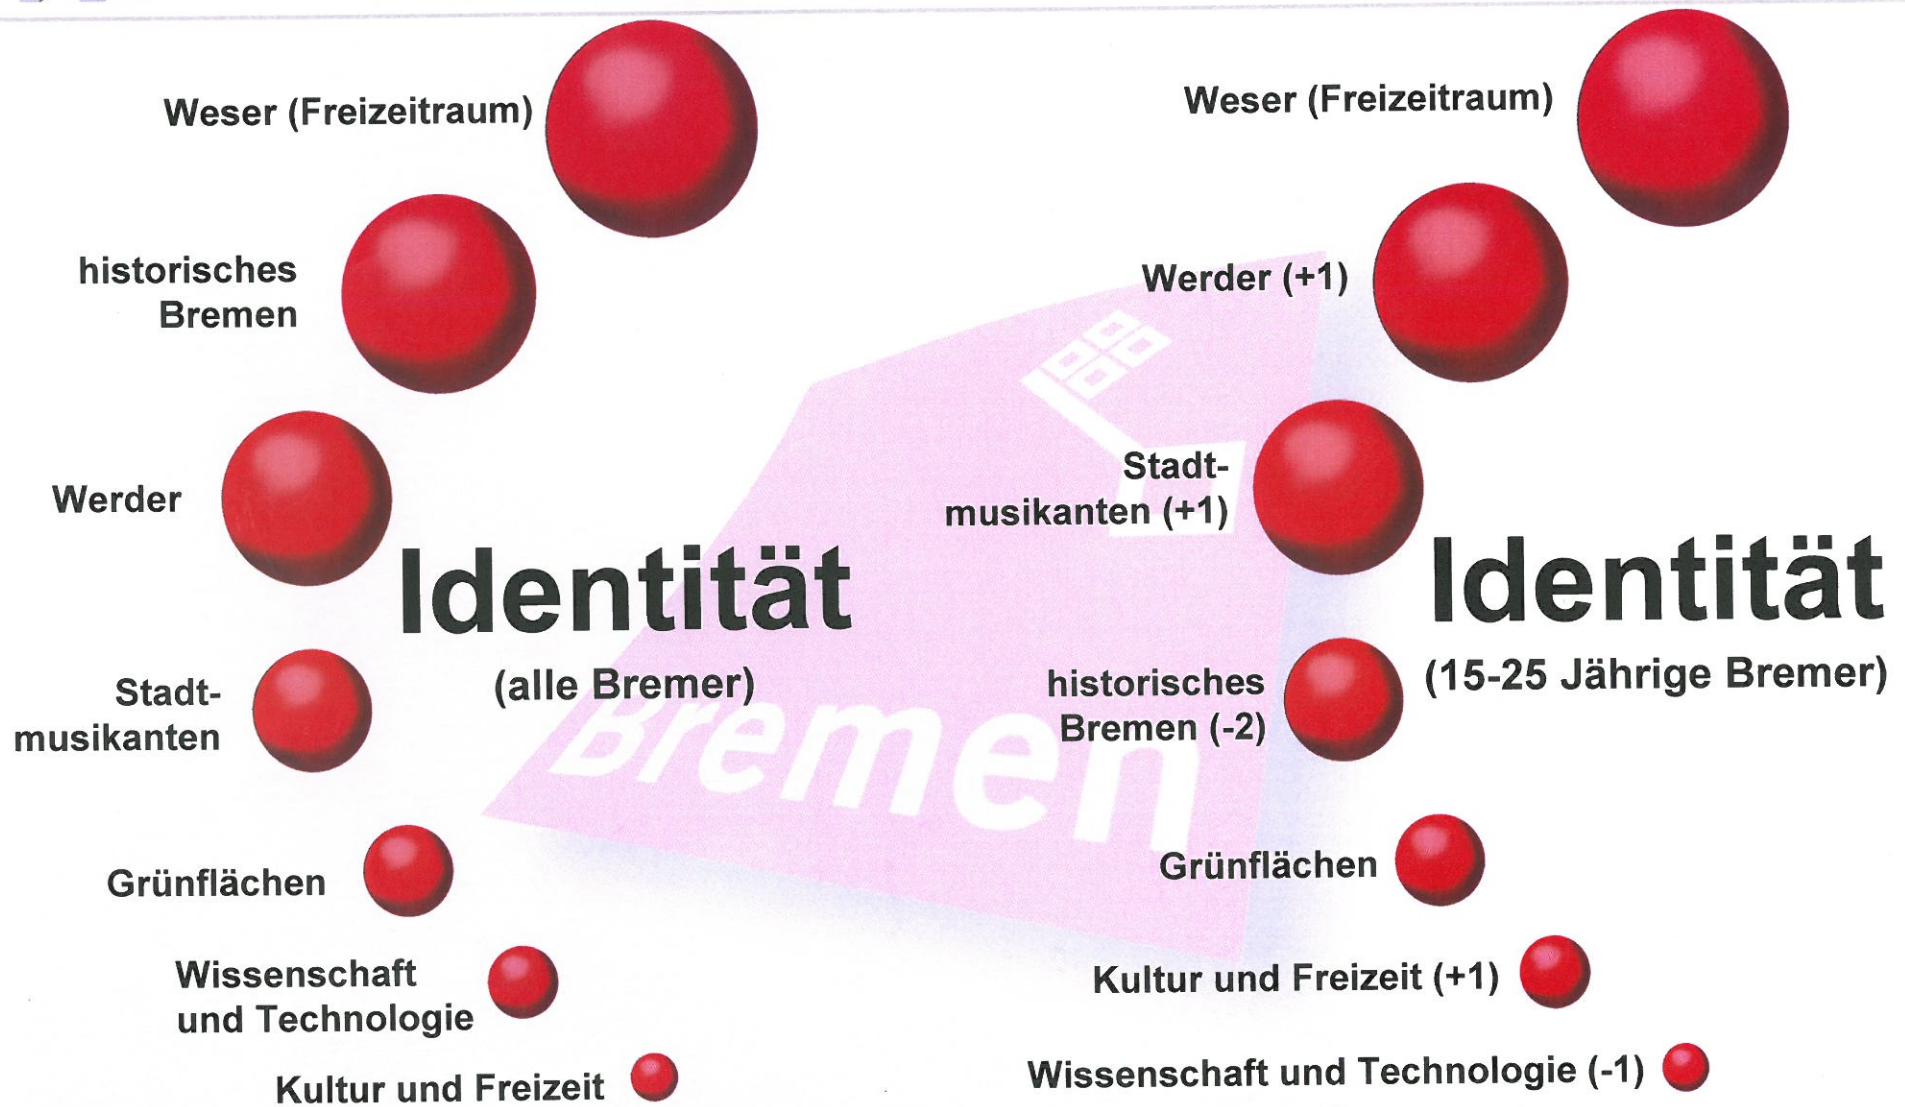 Weser (Freizeitraum)
historisches
Bremen
Werder
Identität
(alle Bremer)
Stadt-
musikanten
Grünflächen
Wissenschaft
und Technologie
Kultur und Freizeit
Weser (Freizeitraum)
Werder (+1)
Stadt-
musikanten (+1)
Identität
(15-25 Jährige Bremer)
historisches
Bremen (-2)
Grünflächen
Kultur und Freizeit (+1)
Wissenschaft und Technologie (-1)
Bremen